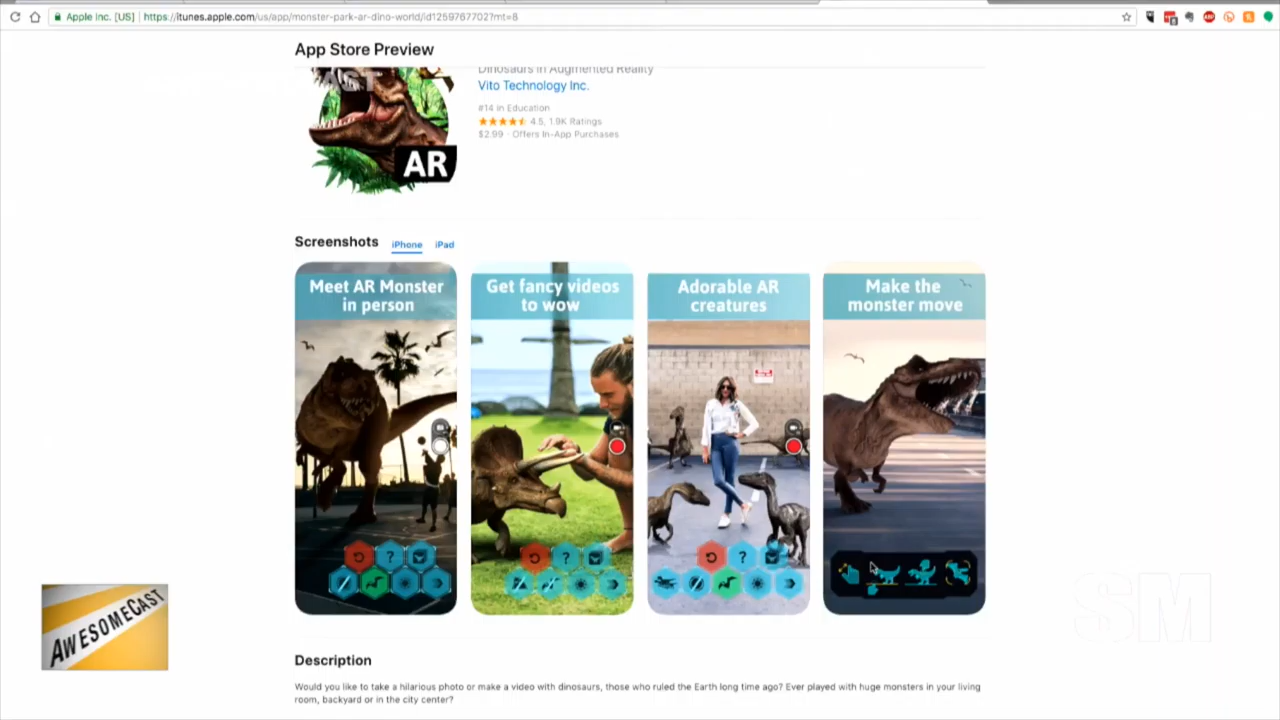 Apple Inc. [US] https://itunes.apple.com/us/app/monster-park-ar-dino-world/id1259767702?mt=8
App Store Preview
Dinosaurs in Augmented Reality
Vito Technology Inc.
#14 in Education
4.5, 1.9K Ratings
$2.99 · Offers In-App Purchases
AR
Screenshots iPhone iPad
Meet AR Monster
in person
Get fancy videos
to wow
Adorable AR
creatures
Make the
monster move
?
?
?
AWESOMECAST
SM
Description
Would you like to take a hilarious photo or make a video with dinosaurs, those who ruled the Earth long time ago? Ever played with huge monsters in your living
room, backyard or in the city center?